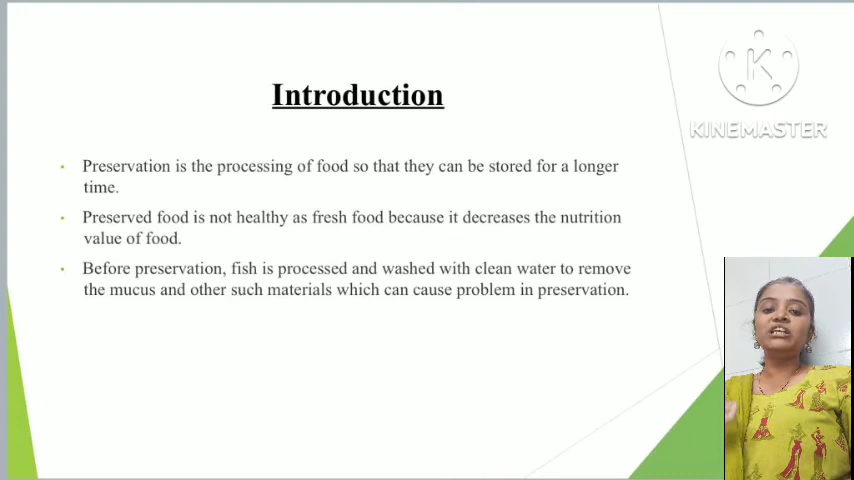 Introduction
KINEMASTER
• Preservation is the processing of food so that they can be stored for a longer
time.
• Preserved food is not healthy as fresh food because it decreases the nutrition
value of food.
• Before preservation, fish is processed and washed with clean water to remove
the mucus and other such materials which can cause problem in preservation.